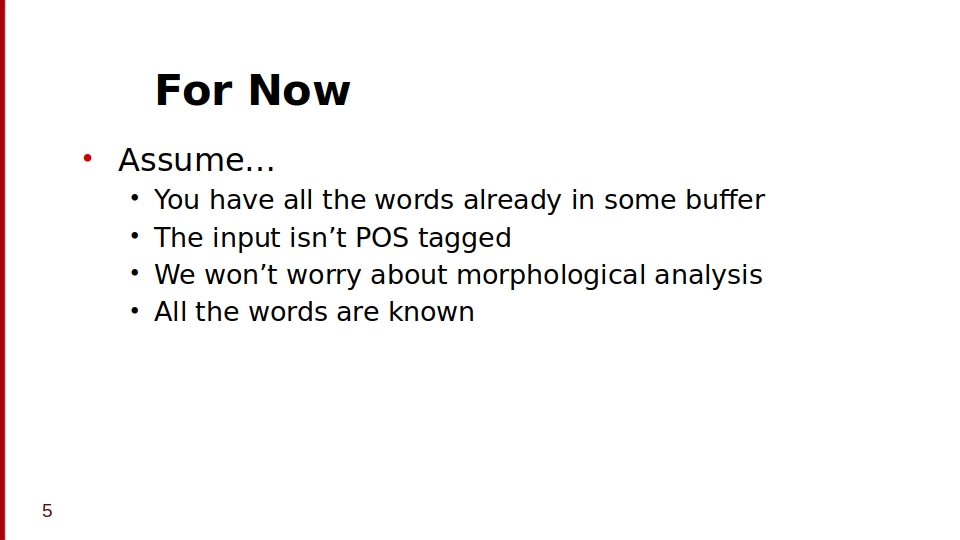 For Now
• Assume…
• You have all the words already in some buffer
• The input isn’t POS tagged
• We won’t worry about morphological analysis
• All the words are known
5